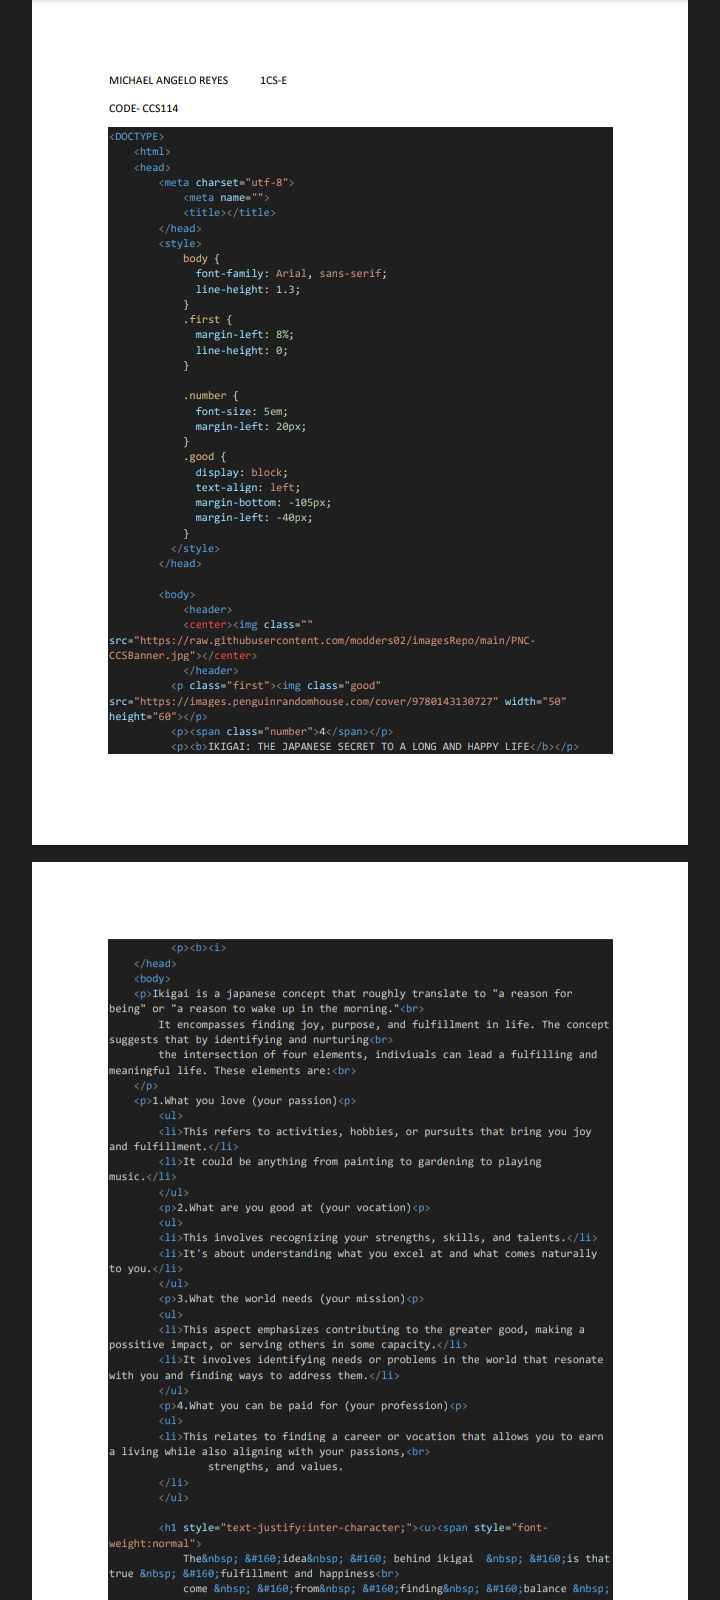 MICHAEL ANGELO REYES 1CS-E
CODE- CCS114
<DOCTYPE>
<html>
<head>
<meta charset="utf-8">
<meta name="">
<title></title>
</head>
<style>
body {
font-family: Arial, sans-serif;
line-height: 1.3;
}
.first {
margin-left: 8%;
line-height: 0;
}
.number {
font-size: 5em;
margin-left: 20px;
}
.good {
display: block;
text-align: left;
margin-bottom: -105px;
margin-left: -40px;
}
</style>
</head>
<body>
<header>
<center><img class=""
src="https://raw.githubusercontent.com/modders02/imagesRepo/main/PNC-
CCSBanner.jpg"></center>
</header>
<p class="first"><img class="good"
src="https://images.penguinrandomhouse.com/cover/9780143130727" width="50"
height="60"></p>
<p><span class="number">4</span></p>
<p><b>IKIGAI: THE JAPANESE SECRET TO A LONG AND HAPPY LIFE</b></p>
<p><b><i>
</head>
<body>
<p>Ikigai is a japanese concept that roughly translate to "a reason for
being" or "a reason to wake up in the morning."<br>
It encompasses finding joy, purpose, and fulfillment in life. The concept
suggests that by identifying and nurturing<br>
the intersection of four elements, indiviuals can lead a fulfilling and
meaningful life. These elements are:<br>
</p>
<p>1.What you love (your passion)<p>
<ul>
<li>This refers to activities, hobbies, or pursuits that bring you joy
and fulfillment.</li>
<li>It could be anything from painting to gardening to playing
music.</li>
</ul>
<p>2.What are you good at (your vocation)<p>
<ul>
<li>This involves recognizing your strengths, skills, and talents.</li>
<li>It's about understanding what you excel at and what comes naturally
to you.</li>
</ul>
<p>3.What the world needs (your mission)<p>
<ul>
<li>This aspect emphasizes contributing to the greater good, making a
possitive impact, or serving others in some capacity.</li>
<li>It involves identifying needs or problems in the world that resonate
with you and finding ways to address them.</li>
</ul>
<p>4.What you can be paid for (your profession)<p>
<ul>
<li>This relates to finding a career or vocation that allows you to earn
a living while also aligning with your passions,<br>
strengths, and values.
</li>
</ul>
<h1 style="text-justify:inter-character;"><u><span style="font-
weight:normal">
The&nbsp; &#160;idea&nbsp; &#160; behind ikigai &nbsp; &#160;is that
true &nbsp; &#160;fulfillment and happiness<br>
come &nbsp; &#160;from&nbsp; &#160;finding&nbsp; &#160;balance &nbsp;